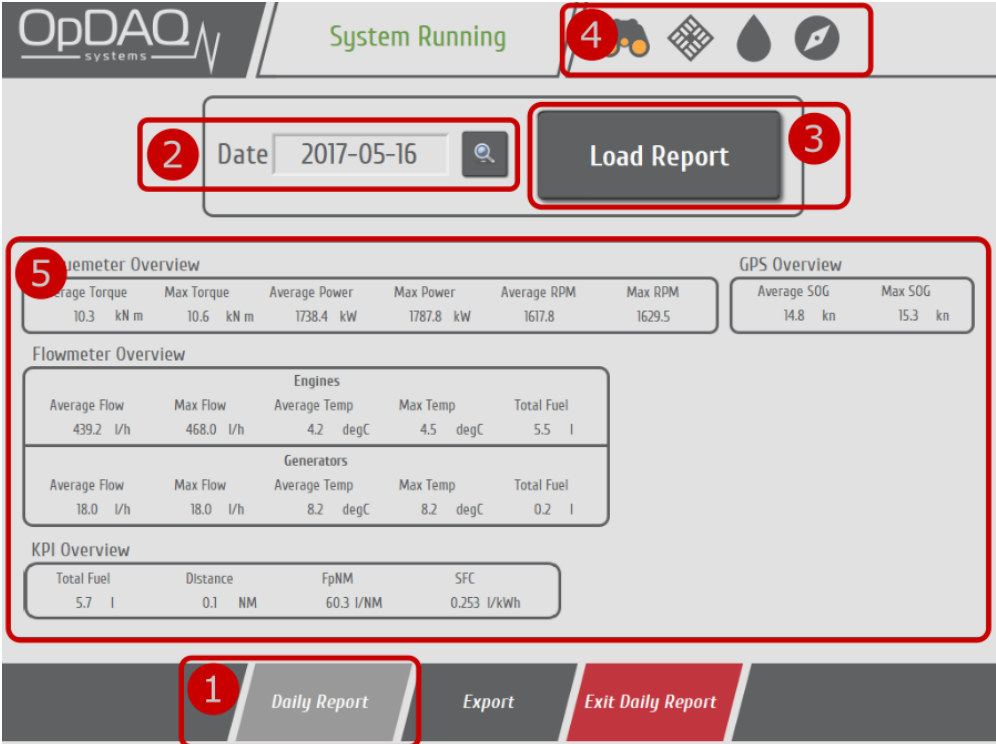 OpDAQ
systems
System Running
4
2
Date 2017-05-16
Load Report
3
5
Overview
GPS Overview
Torque Max Torque Average Power Max Power Average RPM Max RPM
10.3 kN m 10.6 kN m 1738.4 kW 1787.8 kW 1617.8 1629.5
Average SOG Max SOG
14.8 kn 15.3 kn
Flowmeter Overview
Engines
Average Flow Max Flow Average Temp Max Temp Total Fuel
439.2 l/h 468.0 l/h 4.2 degC 4.5 degC 5.5 l
Generators
Average Flow Max Flow Average Temp Max Temp Total Fuel
18.0 l/h 18.0 l/h 8.2 degC 8.2 degC 0.2 l
KPI Overview
Total Fuel Distance FpNM SFC
5.7 l 0.1 NM 60.3 l/NM 0.253 l/kWh
1
Daily Report
Export
Exit Daily Report